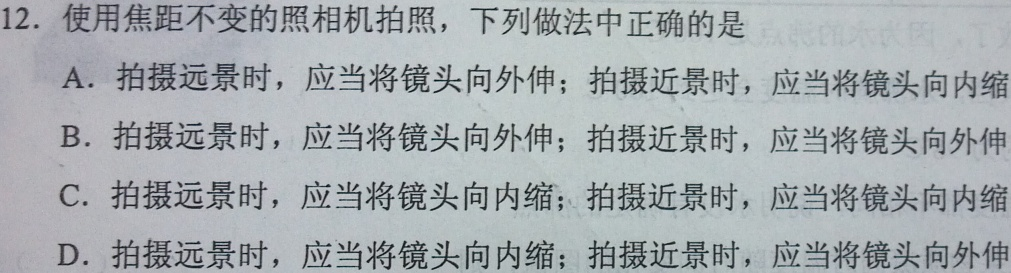 12. 使用焦距不变的照相机拍照，下列做法中正确的是
A. 拍摄远景时，应当将镜头向外伸；拍摄近景时，应当将镜头向内缩
B. 拍摄远景时，应当将镜头向外伸；拍摄近景时，应当将镜头向外伸
C. 拍摄远景时，应当将镜头向内缩；拍摄近景时，应当将镜头向内缩
D. 拍摄远景时，应当将镜头向内缩；拍摄近景时，应当将镜头向外伸